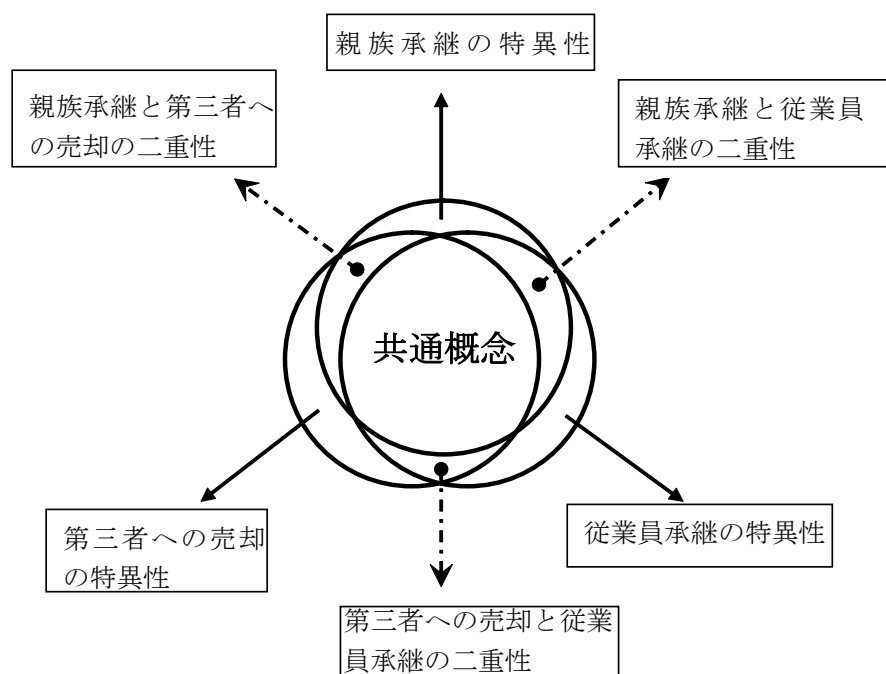 親族承継の特異性
親族承継と第三者へ
の売却の二重性
親族承継と従業員
承継の二重性
共通概念
第三者への売却
の特異性
従業員承継の特異性
第三者への売却と従業
員承継の二重性